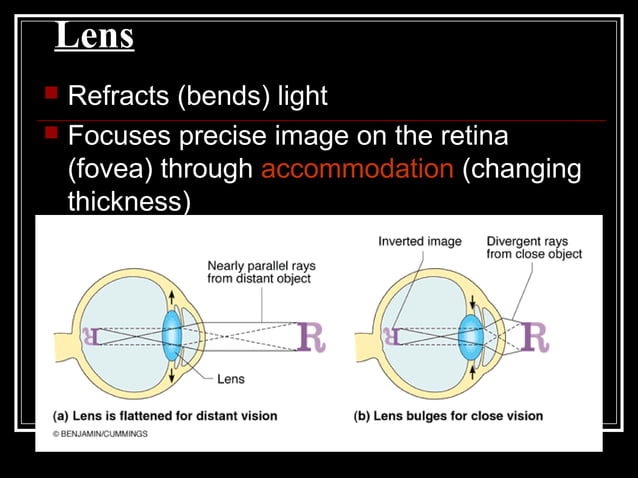 Lens
Refracts (bends) light
Focuses precise image on the retina
(fovea) through accommodation (changing
thickness)
Nearly parallel rays
from distant object
Lens
(a) Lens is flattened for distant vision
© BENJAMIN/CUMMINGS
Inverted image
Divergent rays
from close object
(b) Lens bulges for close vision
R
R
R
R